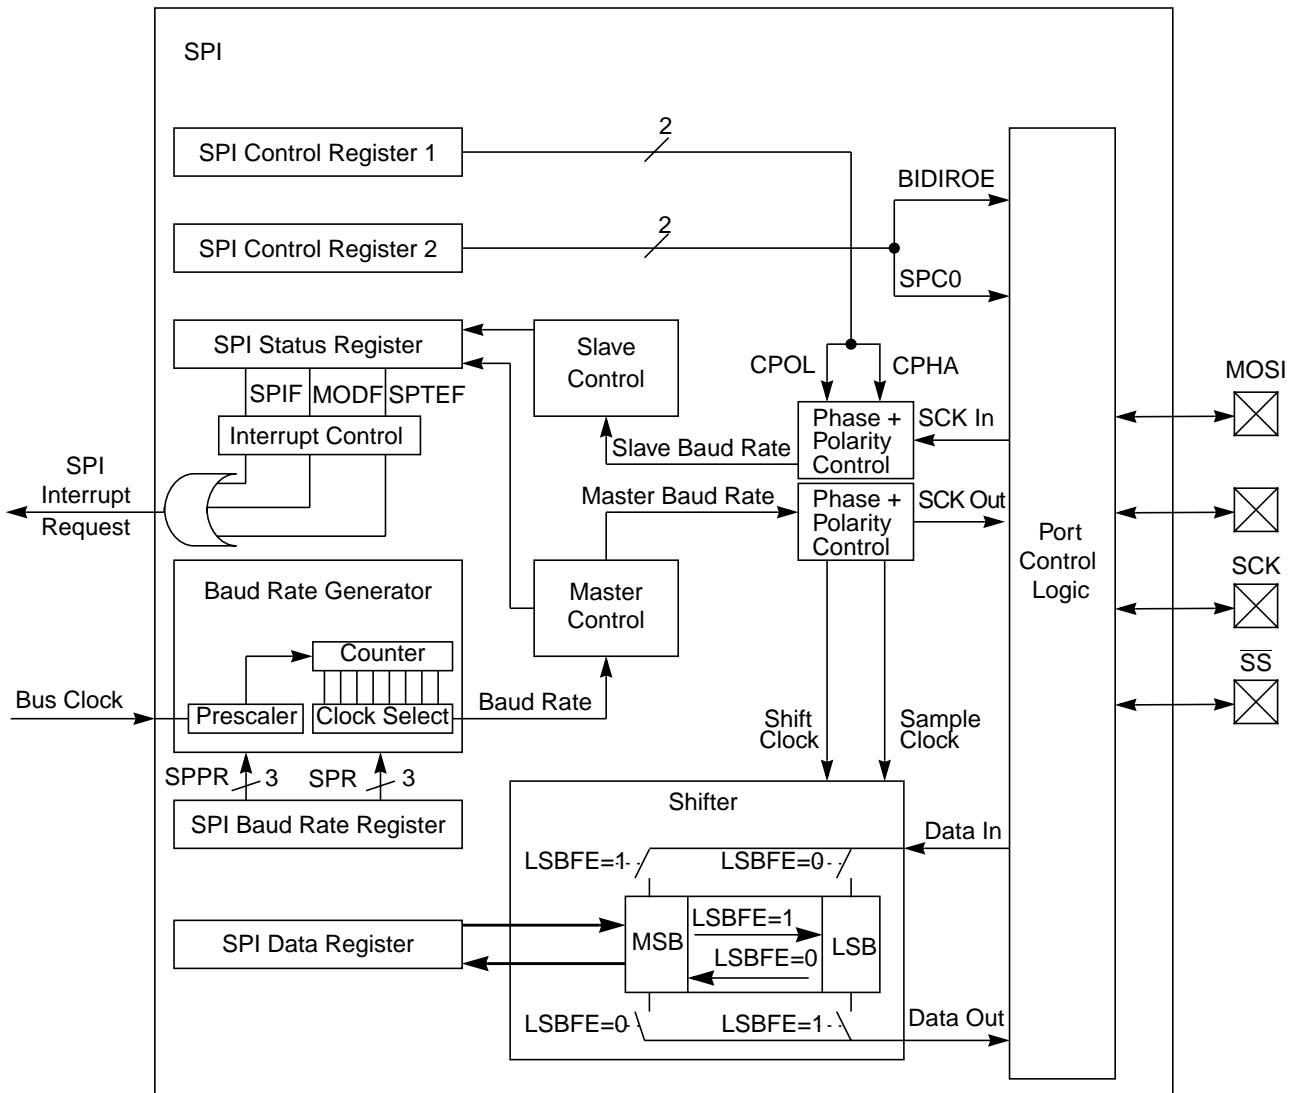 SPI
SPI Control Register 1
2
BIDIROE
SPI Control Register 2
2
SPC0
SPI Status Register
Slave
Control
CPOL
CPHA
MOSI
SPIF
MODF
SPTEF
Interrupt Control
Phase +
Polarity
Control
SCK In
Slave Baud Rate
SPI
Interrupt
Request
Master Baud Rate
Phase +
Polarity
Control
SCK Out
Port
Control
Logic
SCK
Baud Rate Generator
Master
Control
Counter
SS
Bus Clock
Prescaler
Clock Select
Baud Rate
Shift
Clock
Sample
Clock
SPPR
3
SPR
3
SPI Baud Rate Register
Shifter
Data In
LSBFE=1
LSBFE=0
SPI Data Register
MSB
LSBFE=1
LSBFE=0
LSB
LSBFE=0
LSBFE=1
Data Out